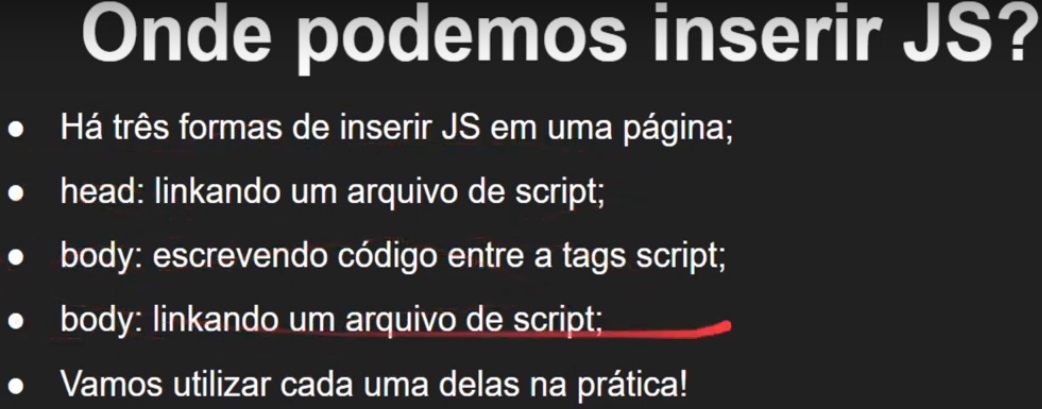 Onde podemos inserir JS?
● Há três formas de inserir JS em uma página;
● head: linkando um arquivo de script;
● body: escrevendo código entre a tags script;
● body: linkando um arquivo de script;
● Vamos utilizar cada uma delas na prática!